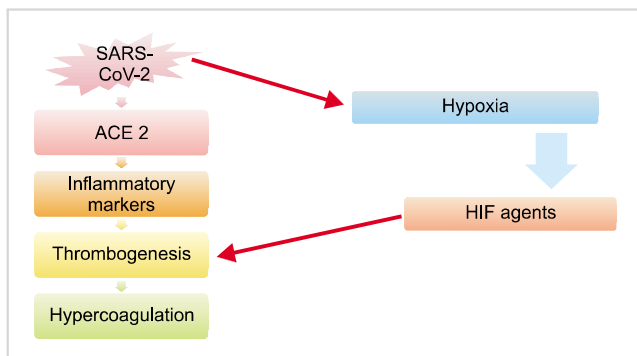 SARS-
CoV-2
ACE 2
Inflammatory
markers
Thrombogenesis
Hypercoagulation
Hypoxia
HIF agents